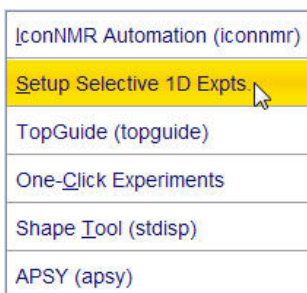 IconNMR Automation (iconnmr)
Setup Selective 1D Expts.
TopGuide (topguide)
One-Click Experiments
Shape Tool (stdisp)
APSY (apsy)